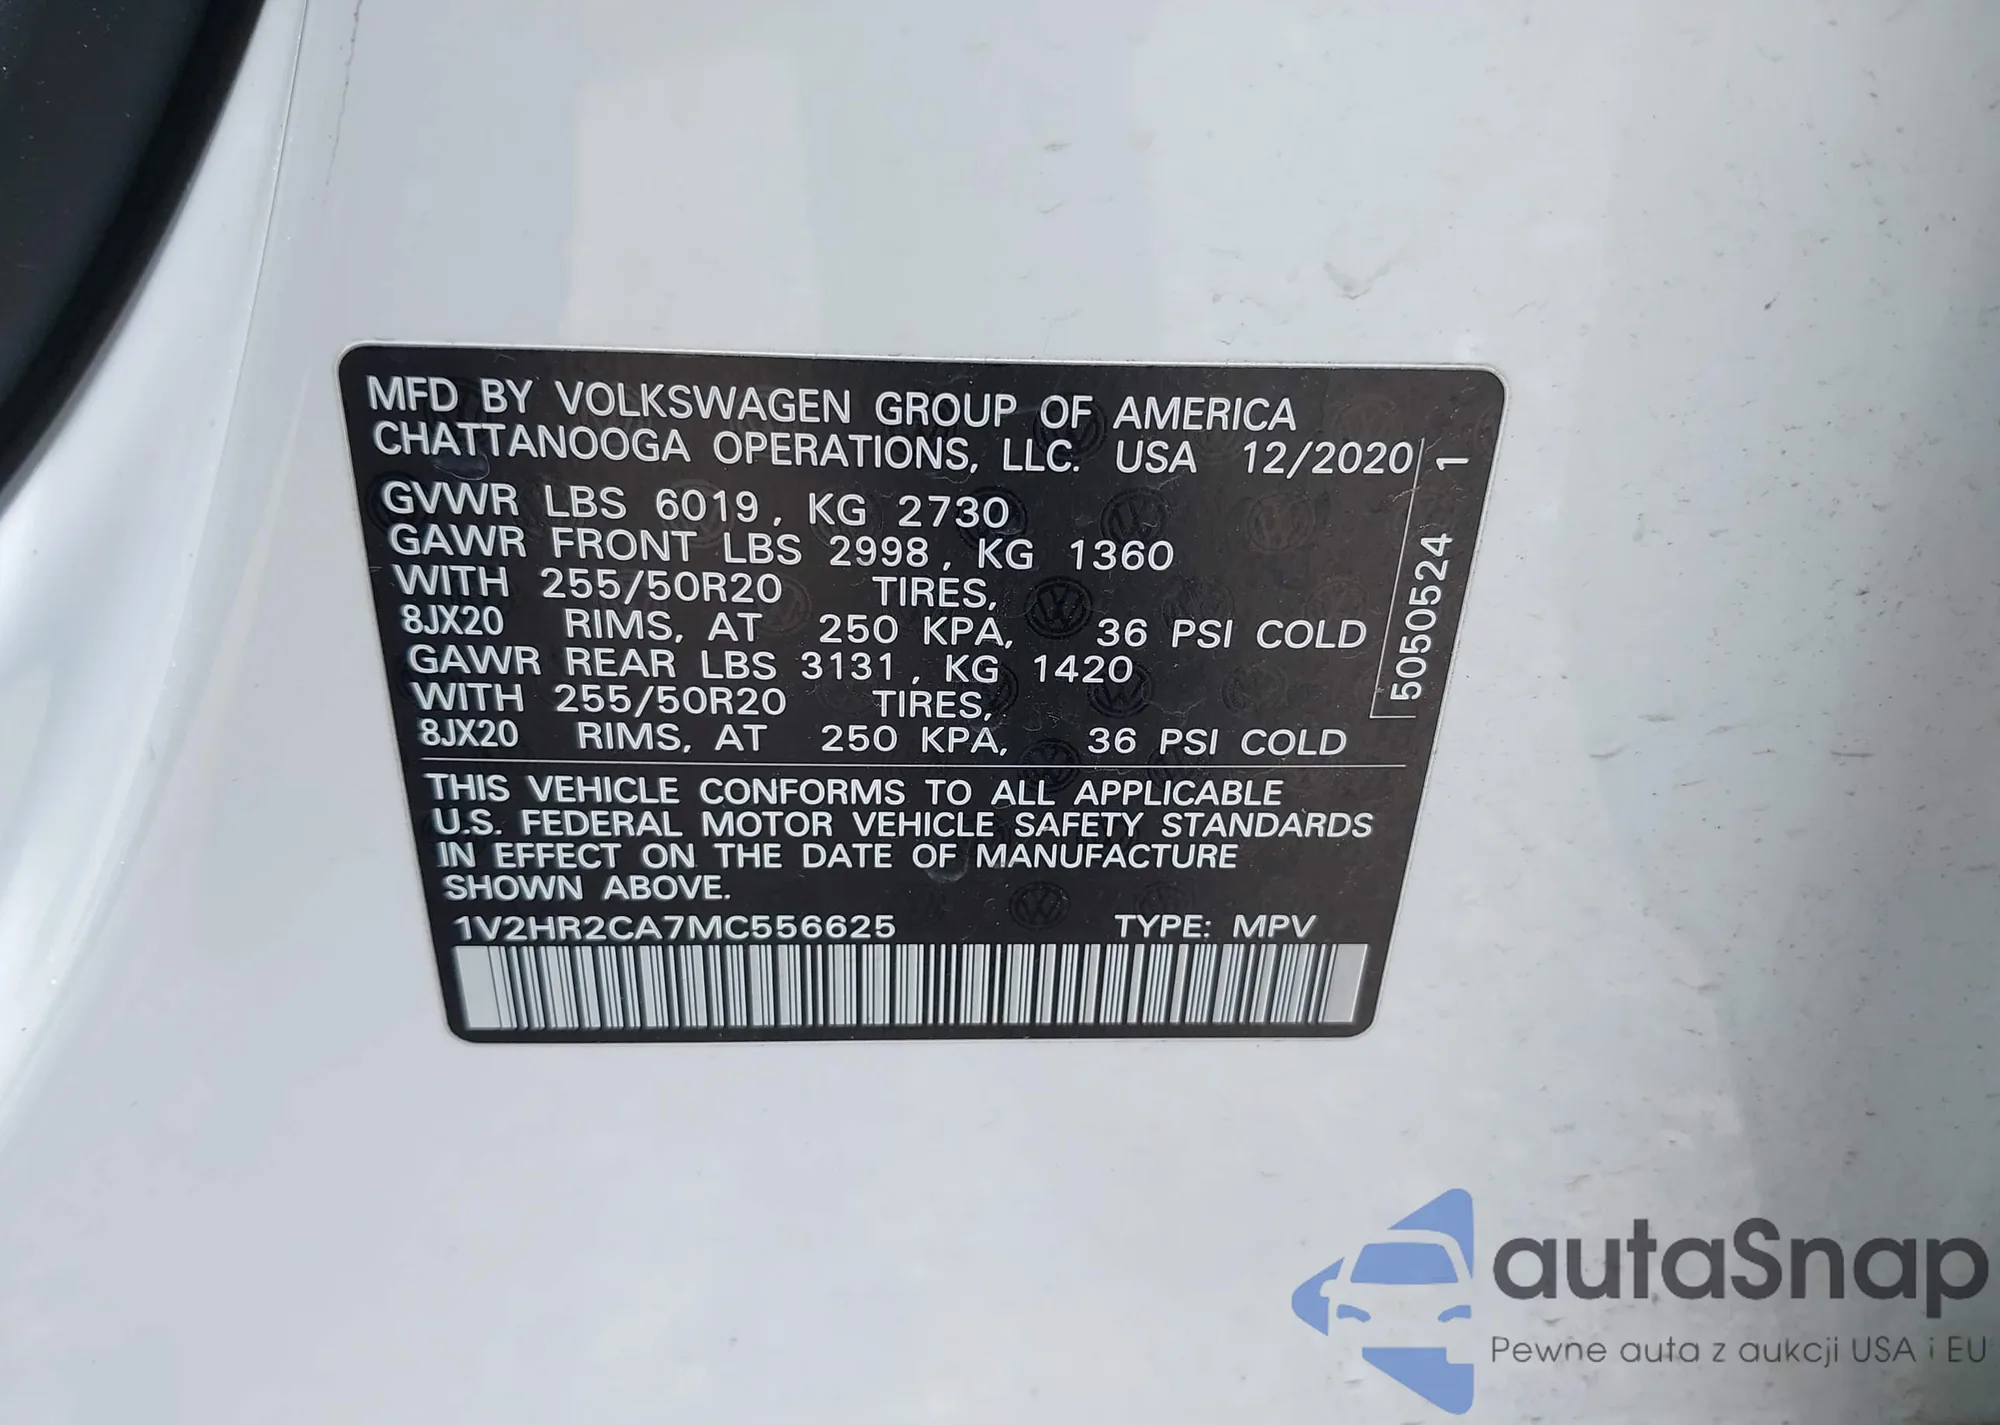 MFD BY VOLKSWAGEN GROUP OF AMERICA
CHATTANOOGA OPERATIONS, LLC. USA 12/2020
GVWR LBS 6019, KG 2730
GAWR FRONT LBS 2998, KG 1360
WITH 255/50R20 TIRES,
8JX20 RIMS, AT 250 KPA, 36 PSI COLD
GAWR REAR LBS 3131, KG 1420
WITH 255/50R20 TIRES,
8JX20 RIMS, AT 250 KPA, 36 PSI COLD
5050524 1
THIS VEHICLE CONFORMS TO ALL APPLICABLE
U.S. FEDERAL MOTOR VEHICLE SAFETY STANDARDS
IN EFFECT ON THE DATE OF MANUFACTURE
SHOWN ABOVE.
1V2HR2CA7MC556625 TYPE: MPV
autaSnap
Pewne auta z aukcji USA i EU